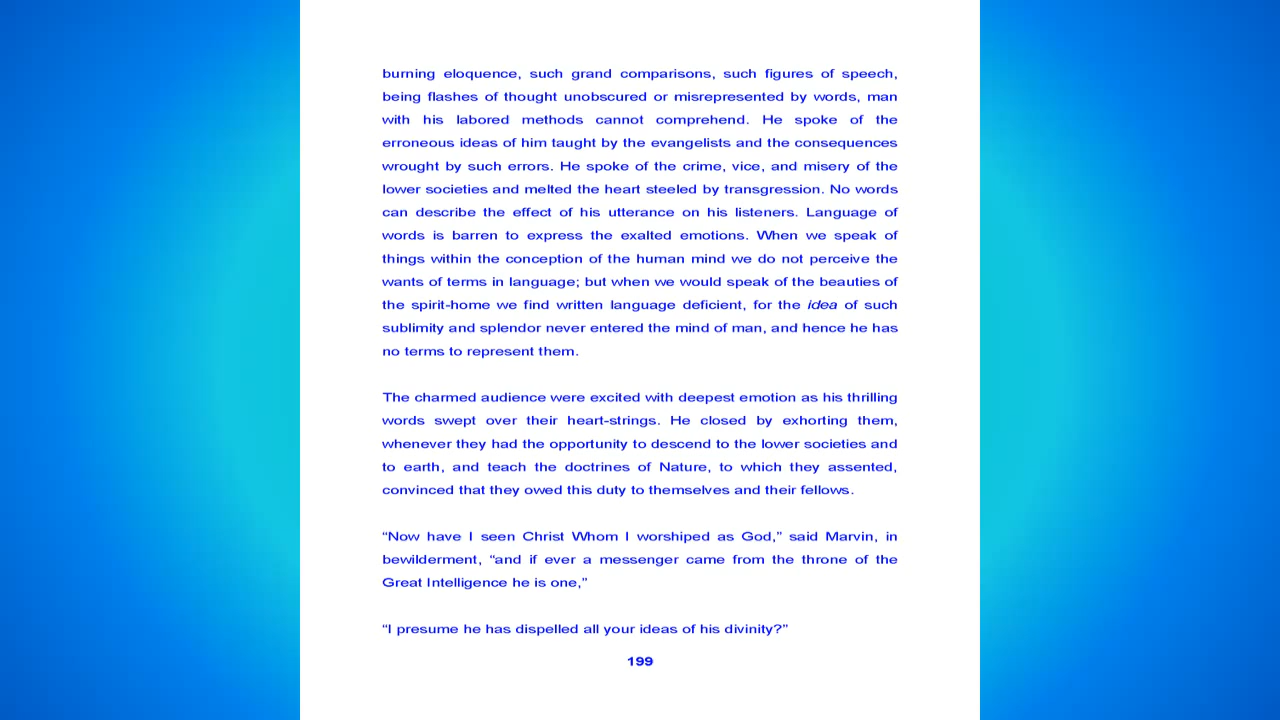 burning eloquence, such grand comparisons, such figures of speech,
being flashes of thought unobscured or misrepresented by words, man
with his labored methods cannot comprehend. He spoke of the
erroneous ideas of him taught by the evangelists and the consequences
wrought by such errors. He spoke of the crime, vice, and misery of the
lower societies and melted the heart steeled by transgression. No words
can describe the effect of his utterance on his listeners. Language of
words is barren to express the exalted emotions. When we speak of
things within the conception of the human mind we do not perceive the
wants of terms in language; but when we would speak of the beauties of
the spirit-home we find written language deficient, for the idea of such
sublimity and splendor never entered the mind of man, and hence he has
no terms to represent them.
The charmed audience were excited with deepest emotion as his thrilling
words swept over their heart-strings. He closed by exhorting them,
whenever they had the opportunity to descend to the lower societies and
to earth, and teach the doctrines of Nature, to which they assented,
convinced that they owed this duty to themselves and their fellows.
“Now have I seen Christ Whom I worshiped as God,” said Marvin, in
bewilderment, “and if ever a messenger came from the throne of the
Great Intelligence he is one,”
“I presume he has dispelled all your ideas of his divinity?”
199